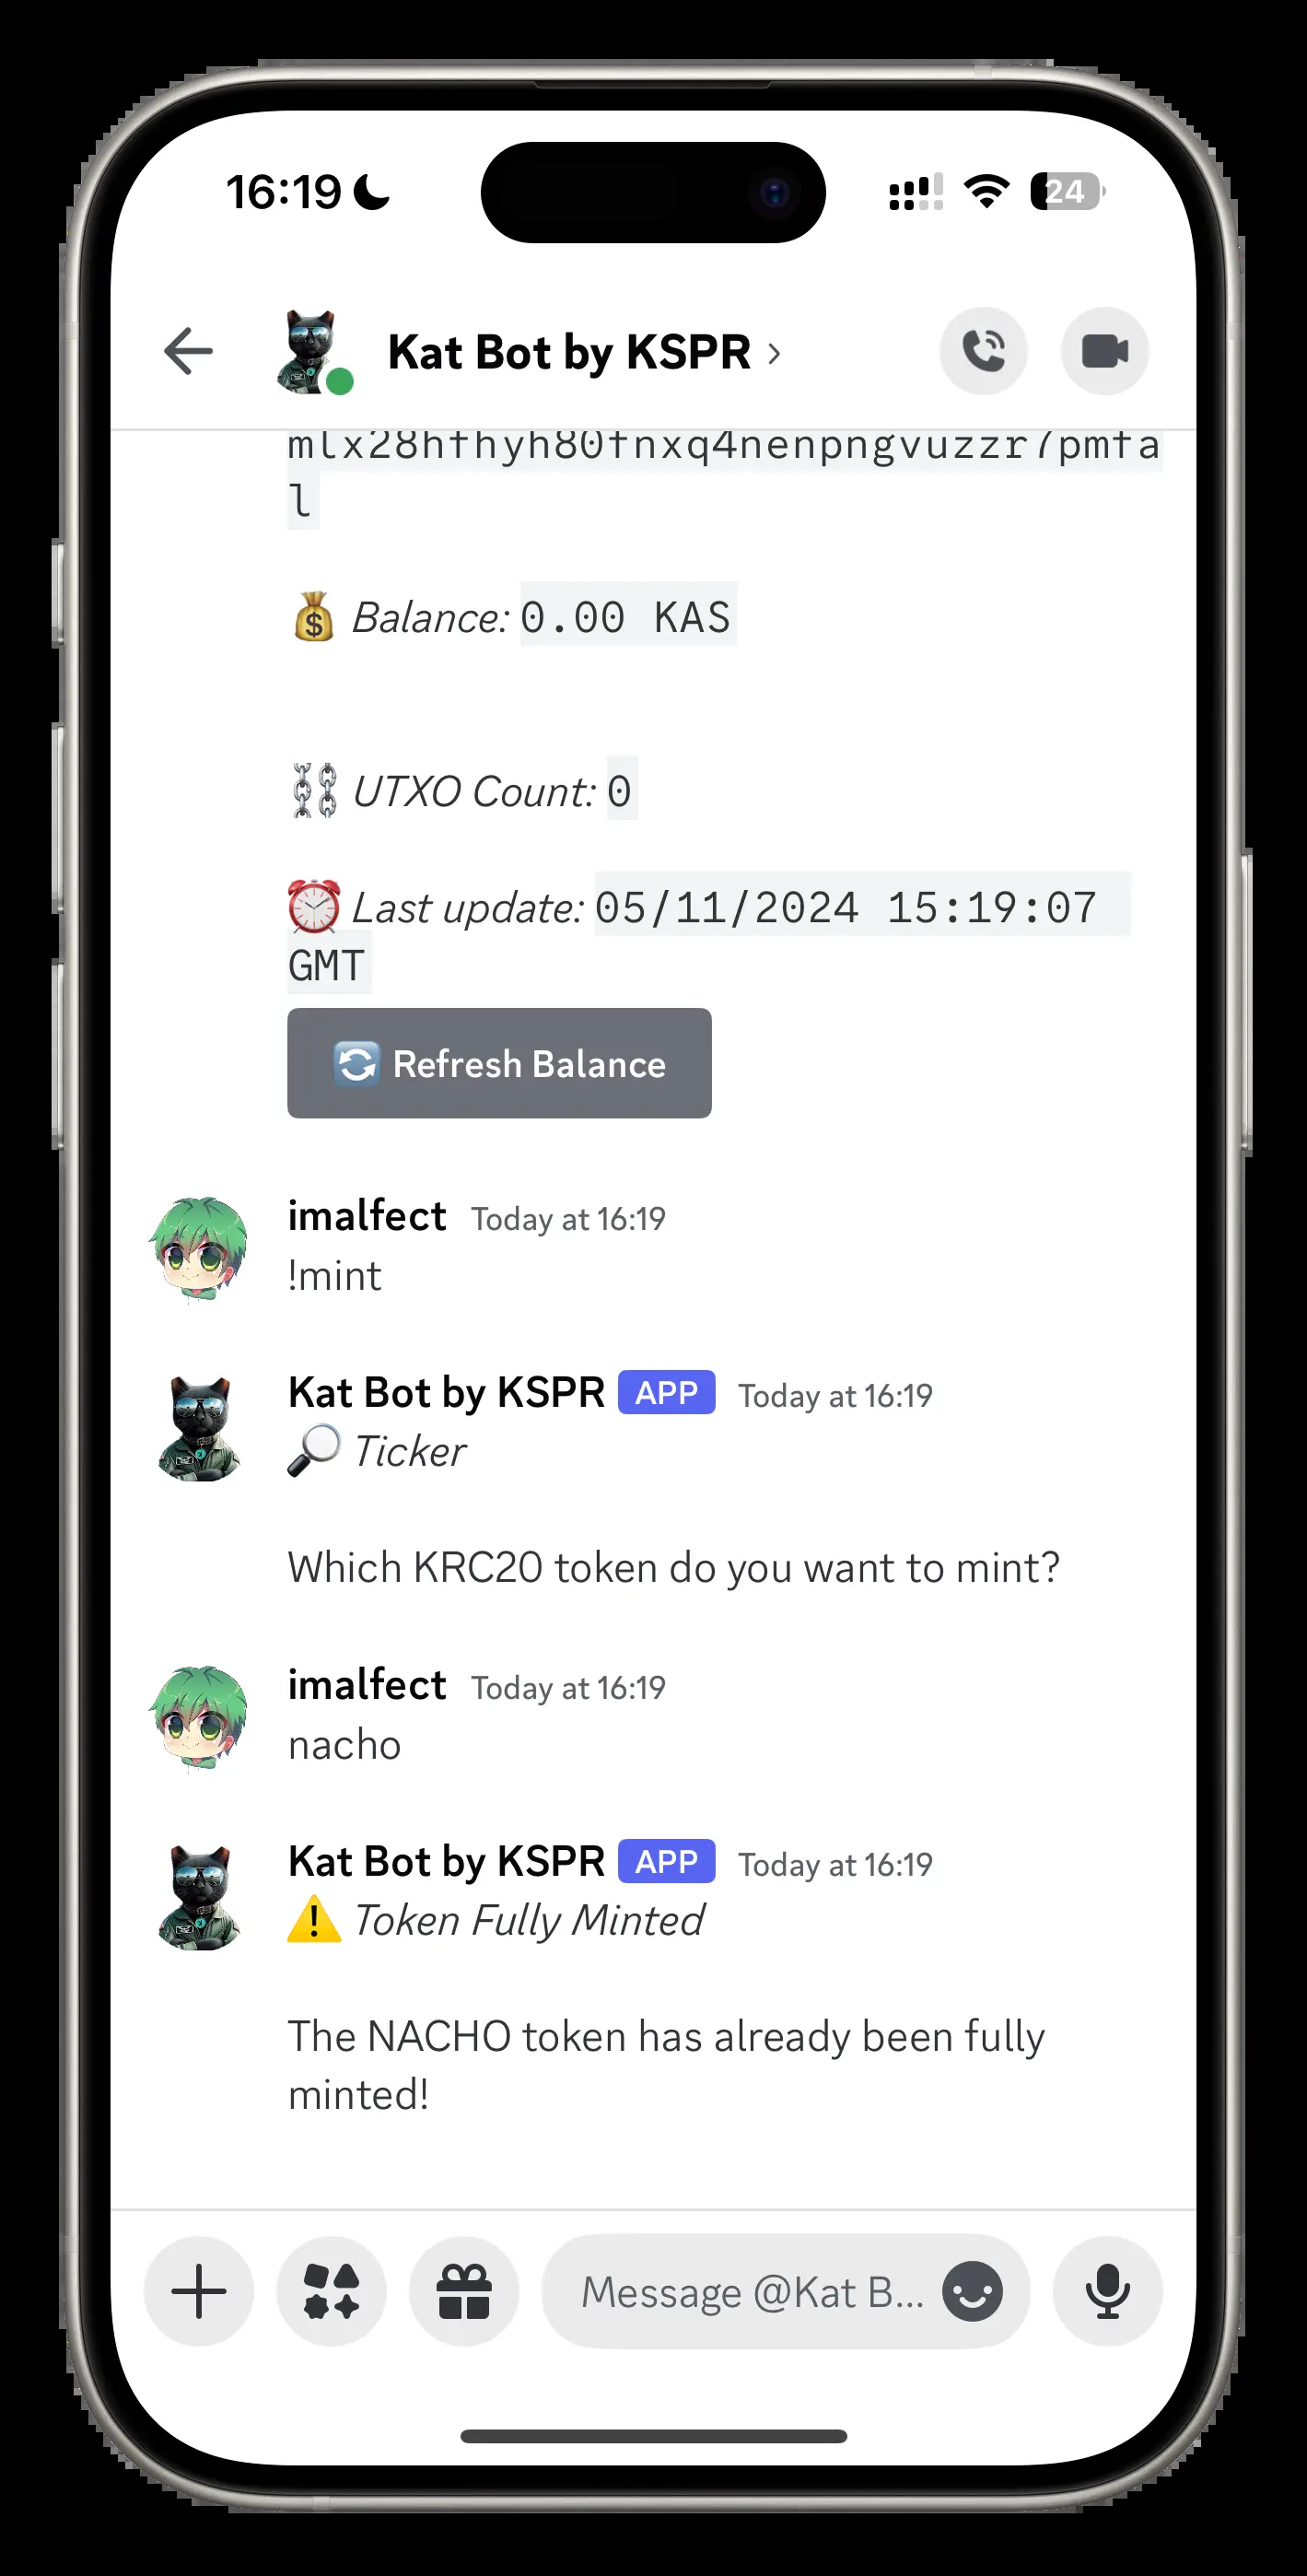 16:19
24
Kat Bot by KSPR
mlx28hfhyh80fnxq4nenpngvuzzr7pmfa
l
💰 Balance: 0.00 KAS
⛓️ UTXO Count: 0
⏰ Last update: 05/11/2024 15:19:07
GMT
🔄 Refresh Balance
imalfect Today at 16:19
!mint
Kat Bot by KSPR APP Today at 16:19
🔎 Ticker
Which KRC20 token do you want to mint?
imalfect Today at 16:19
nacho
Kat Bot by KSPR APP Today at 16:19
⚠️ Token Fully Minted
The NACHO token has already been fully
minted!
Message @Kat B...